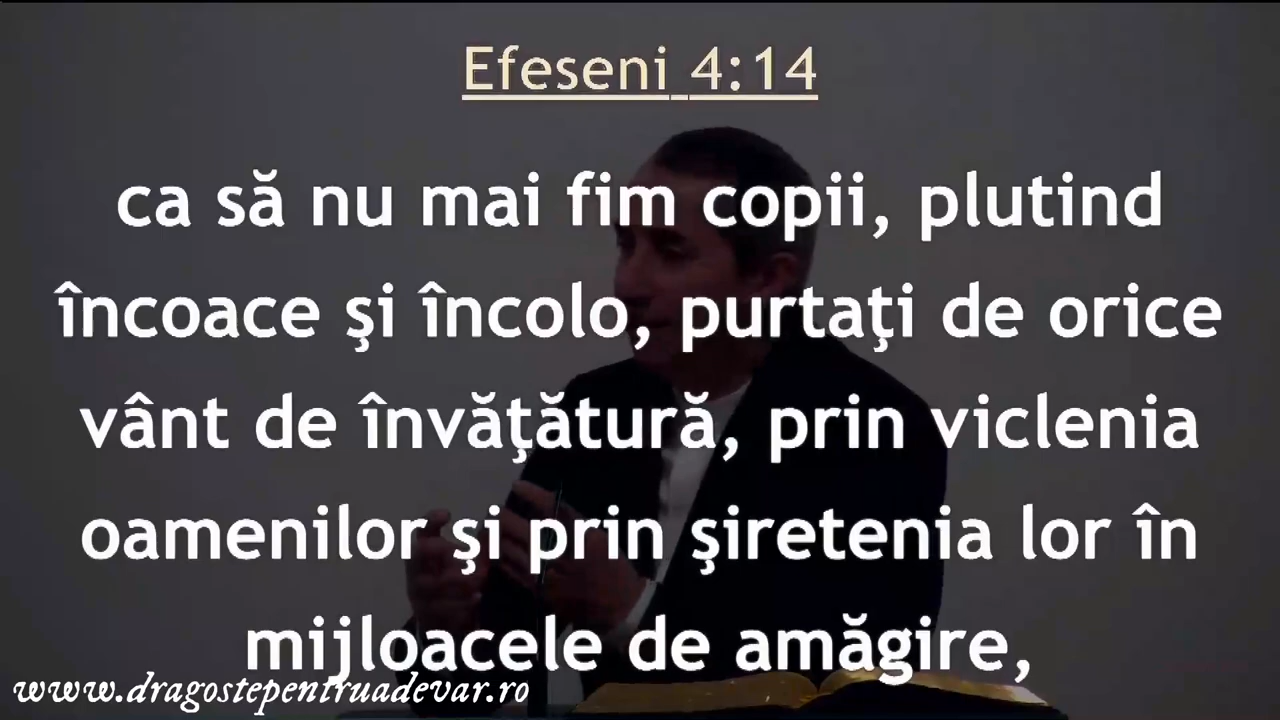 Efeseni 4:14
ca să nu mai fim copii, plutind
încoace şi încolo, purtaţi de orice
vânt de învăţătură, prin viclenia
oamenilor şi prin şiretenia lor în
mijloacele de amăgire,
www.dragostepentruadevar.ro